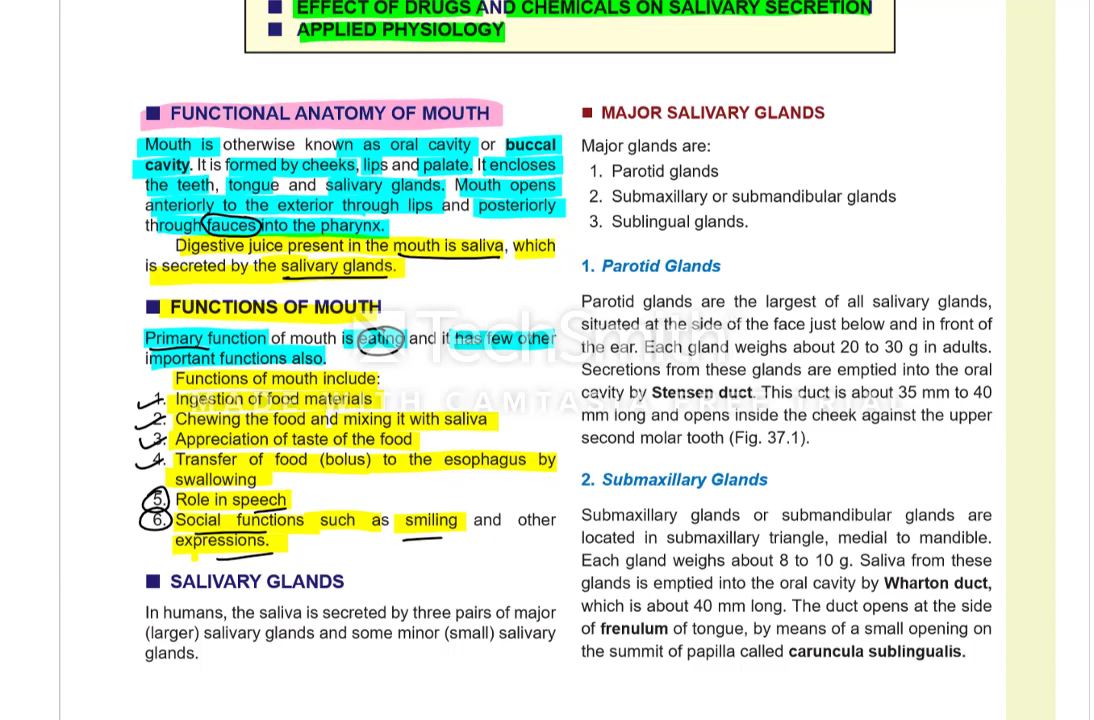 ■ EFFECT OF DRUGS AND CHEMICALS ON SALIVARY SECRETION
■ APPLIED PHYSIOLOGY
■ FUNCTIONAL ANATOMY OF MOUTH
Mouth is otherwise known as oral cavity or buccal
cavity. It is formed by cheeks, lips and palate. It encloses
the teeth, tongue and salivary glands. Mouth opens
anteriorly to the exterior through lips and posteriorly
through fauces into the pharynx.
Digestive juice present in the mouth is saliva, which
is secreted by the salivary glands.
■ FUNCTIONS OF MOUTH
Primary function of mouth is eating and it has few other
important functions also.
Functions of mouth include:
1. Ingestion of food materials
2. Chewing the food and mixing it with saliva
3. Appreciation of taste of the food
4. Transfer of food (bolus) to the esophagus by
swallowing
5. Role in speech
6. Social functions such as smiling and other
expressions.
■ SALIVARY GLANDS
In humans, the saliva is secreted by three pairs of major
(larger) salivary glands and some minor (small) salivary
glands.
■ MAJOR SALIVARY GLANDS
Major glands are:
1. Parotid glands
2. Submaxillary or submandibular glands
3. Sublingual glands.
1. Parotid Glands
Parotid glands are the largest of all salivary glands,
situated at the side of the face just below and in front of
the ear. Each gland weighs about 20 to 30 g in adults.
Secretions from these glands are emptied into the oral
cavity by Stensen duct. This duct is about 35 mm to 40
mm long and opens inside the cheek against the upper
second molar tooth (Fig. 37.1).
2. Submaxillary Glands
Submaxillary glands or submandibular glands are
located in submaxillary triangle, medial to mandible.
Each gland weighs about 8 to 10 g. Saliva from these
glands is emptied into the oral cavity by Wharton duct,
which is about 40 mm long. The duct opens at the side
of frenulum of tongue, by means of a small opening on
the summit of papilla called caruncula sublingualis.
TechSmith
MADE WITH CAMTASIA FREE TRIAL